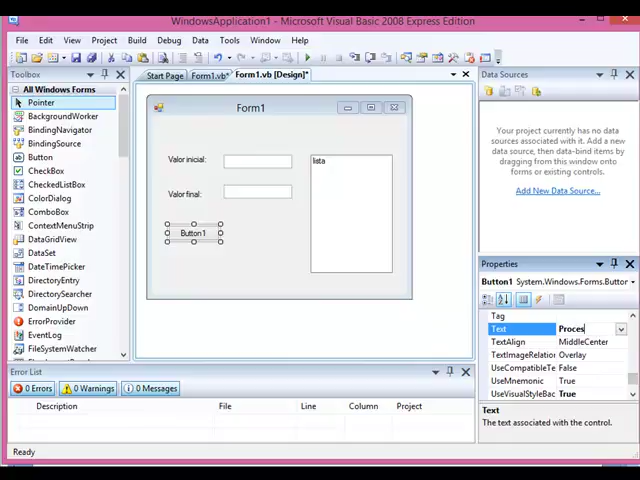 WindowsApplication1 - Microsoft Visual Basic 2008 Express Edition
File Edit View Project Build Debug Data Tools Window Help
Toolbox
Start Page Form1.vb* Form1.vb [Design]*
Data Sources
All Windows Forms
Pointer
BackgroundWorker
BindingNavigator
BindingSource
Button
CheckBox
CheckedListBox
ColorDialog
ComboBox
ContextMenuStrip
DataGridView
DataSet
DateTimePicker
DirectoryEntry
DirectorySearcher
DomainUpDown
ErrorProvider
EventLog
FileSystemWatcher
Form1
Valor inicial:
Valor final:
lista
Button1
Your project currently has no data
sources associated with it. Add a new
data source, then data-bind items by
dragging from this window onto
forms or existing controls.
Add New Data Source...
Properties
Button1 System.Windows.Forms.Button
Tag
Text Proces
TextAlign MiddleCenter
TextImageRelation Overlay
UseCompatibleTe False
UseMnemonic True
UseVisualStyleBac True
Text
The text associated with the control.
Error List
0 Errors 0 Warnings 0 Messages
Description File Line Column Project
Ready